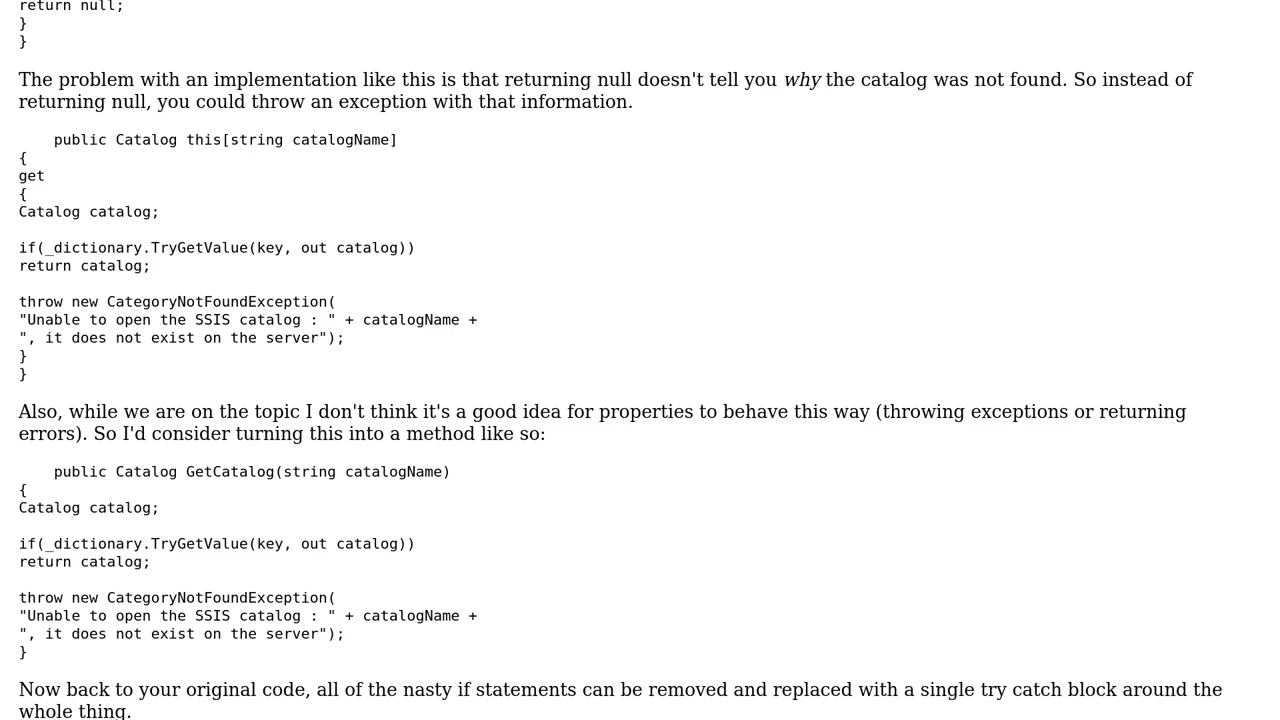 return null;
}
}
The problem with an implementation like this is that returning null doesn't tell you why the catalog was not found. So instead of
returning null, you could throw an exception with that information.
public Catalog this[string catalogName]
{
get
{
Catalog catalog;
if(_dictionary.TryGetValue(key, out catalog))
return catalog;
throw new CategoryNotFoundException(
"Unable to open the SSIS catalog : " + catalogName +
", it does not exist on the server");
}
}
Also, while we are on the topic I don't think it's a good idea for properties to behave this way (throwing exceptions or returning
errors). So I'd consider turning this into a method like so:
public Catalog GetCatalog(string catalogName)
{
Catalog catalog;
if(_dictionary.TryGetValue(key, out catalog))
return catalog;
throw new CategoryNotFoundException(
"Unable to open the SSIS catalog : " + catalogName +
", it does not exist on the server");
}
Now back to your original code, all of the nasty if statements can be removed and replaced with a single try catch block around the
whole thing.